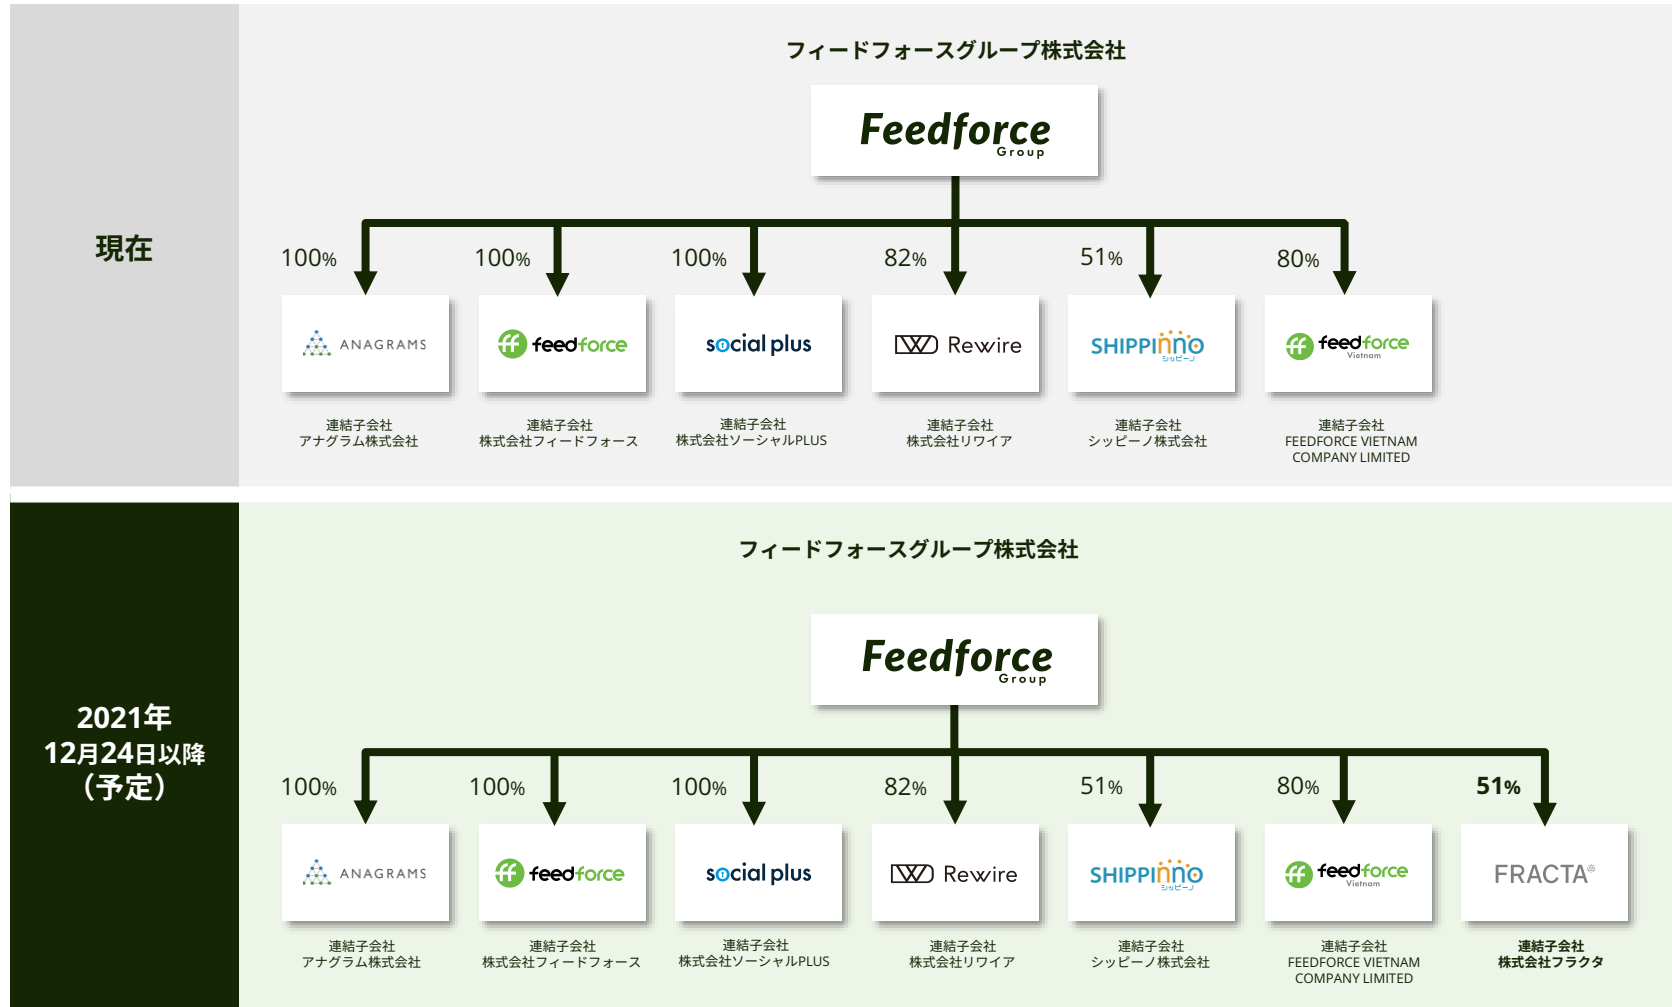 現在
フィードフォースグループ株式会社
Feedforce
Group
100%
100%
100%
82%
51%
80%
ANAGRAMS
ff feedforce
social plus
Rewire
SHIPPINNO
シッピーノ
ff feedforce
Vietnam
連結子会社
アナグラム株式会社
連結子会社
株式会社フィードフォース
連結子会社
株式会社ソーシャルPLUS
連結子会社
株式会社リワイア
連結子会社
シッピーノ株式会社
連結子会社
FEEDFORCE VIETNAM
COMPANY LIMITED
2021年
12月24日以降
（予定）
フィードフォースグループ株式会社
Feedforce
Group
100%
100%
100%
82%
51%
80%
51%
ANAGRAMS
ff feedforce
social plus
Rewire
SHIPPINNO
シッピーノ
ff feedforce
Vietnam
FRACTA®
連結子会社
アナグラム株式会社
連結子会社
株式会社フィードフォース
連結子会社
株式会社ソーシャルPLUS
連結子会社
株式会社リワイア
連結子会社
シッピーノ株式会社
連結子会社
FEEDFORCE VIETNAM
COMPANY LIMITED
連結子会社
株式会社フラクタ